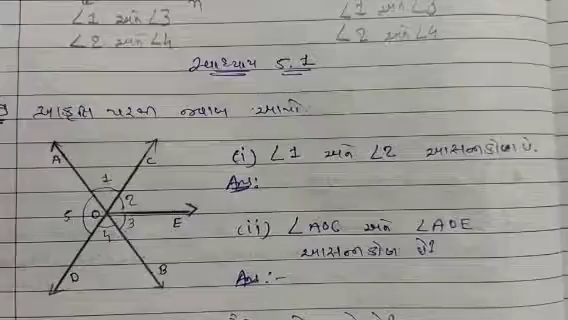 ∠1 અને ∠3
∠1 અને ∠3
∠2 અને ∠4
∠2 અને ∠4
સ્વાધ્યાય 5.1
આકૃતિ પરથી જવાબ આપો.
A
C
1
2
5
O
3
4
E
D
B
(i) ∠1 અને ∠2 આસન્નકોણ છે.
Ans:
(ii) ∠AOC અને ∠AOE
આસન્નકોણ છે?
Ans:-